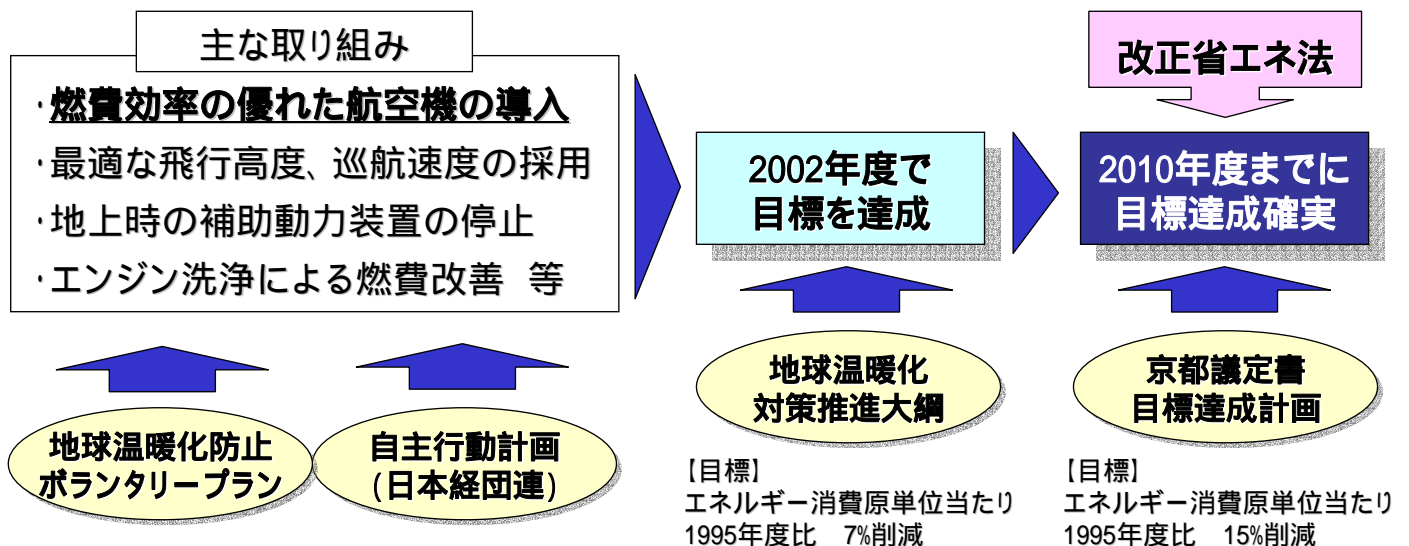 主な取り組み
・燃費効率の優れた航空機の導入
・最適な飛行高度、巡航速度の採用
・地上時の補助動力装置の停止
・エンジン洗浄による燃費改善　等
地球温暖化防止
ボランタリープラン
自主行動計画
(日本経団連)
2002年度で
目標を達成
地球温暖化
対策推進大綱
【目標】
エネルギー消費原単位当たり
1995年度比　7%削減
改正省エネ法
2010年度までに
目標達成確実
京都議定書
目標達成計画
【目標】
エネルギー消費原単位当たり
1995年度比　15%削減